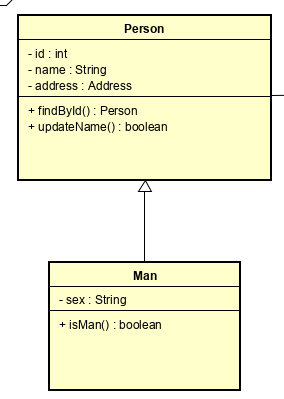 Person
- id : int
- name : String
- address : Address
+ findById() : Person
+ updateName() : boolean
Man
- sex : String
+ isMan() : boolean